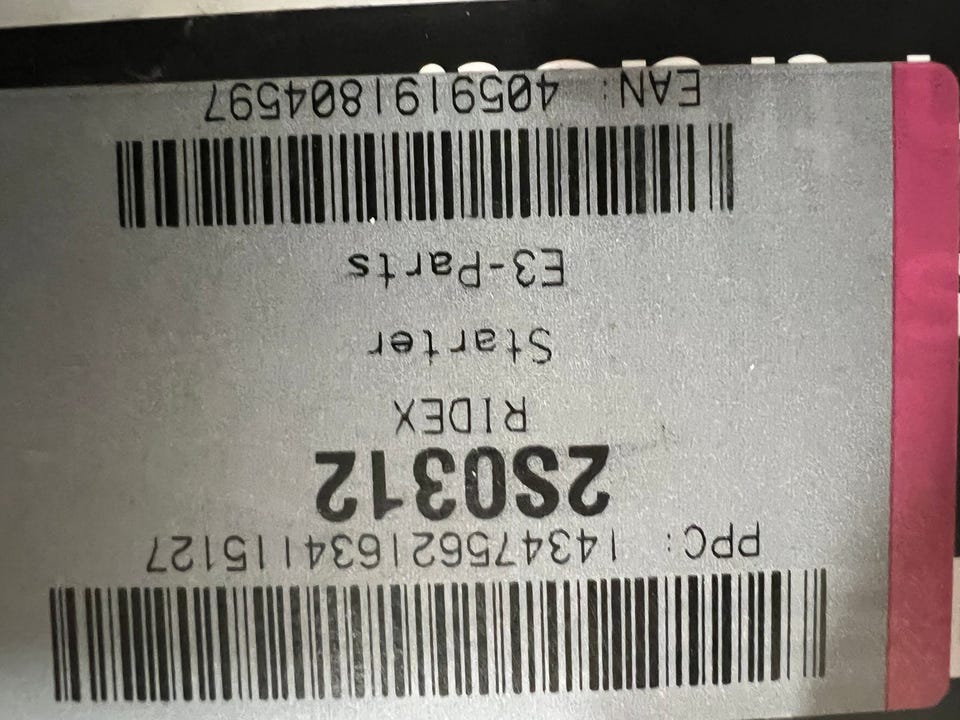 PPC: 143475621634115127
2S0312
RIDEX
Starter
E3-Parts
EAN: 4059191804597